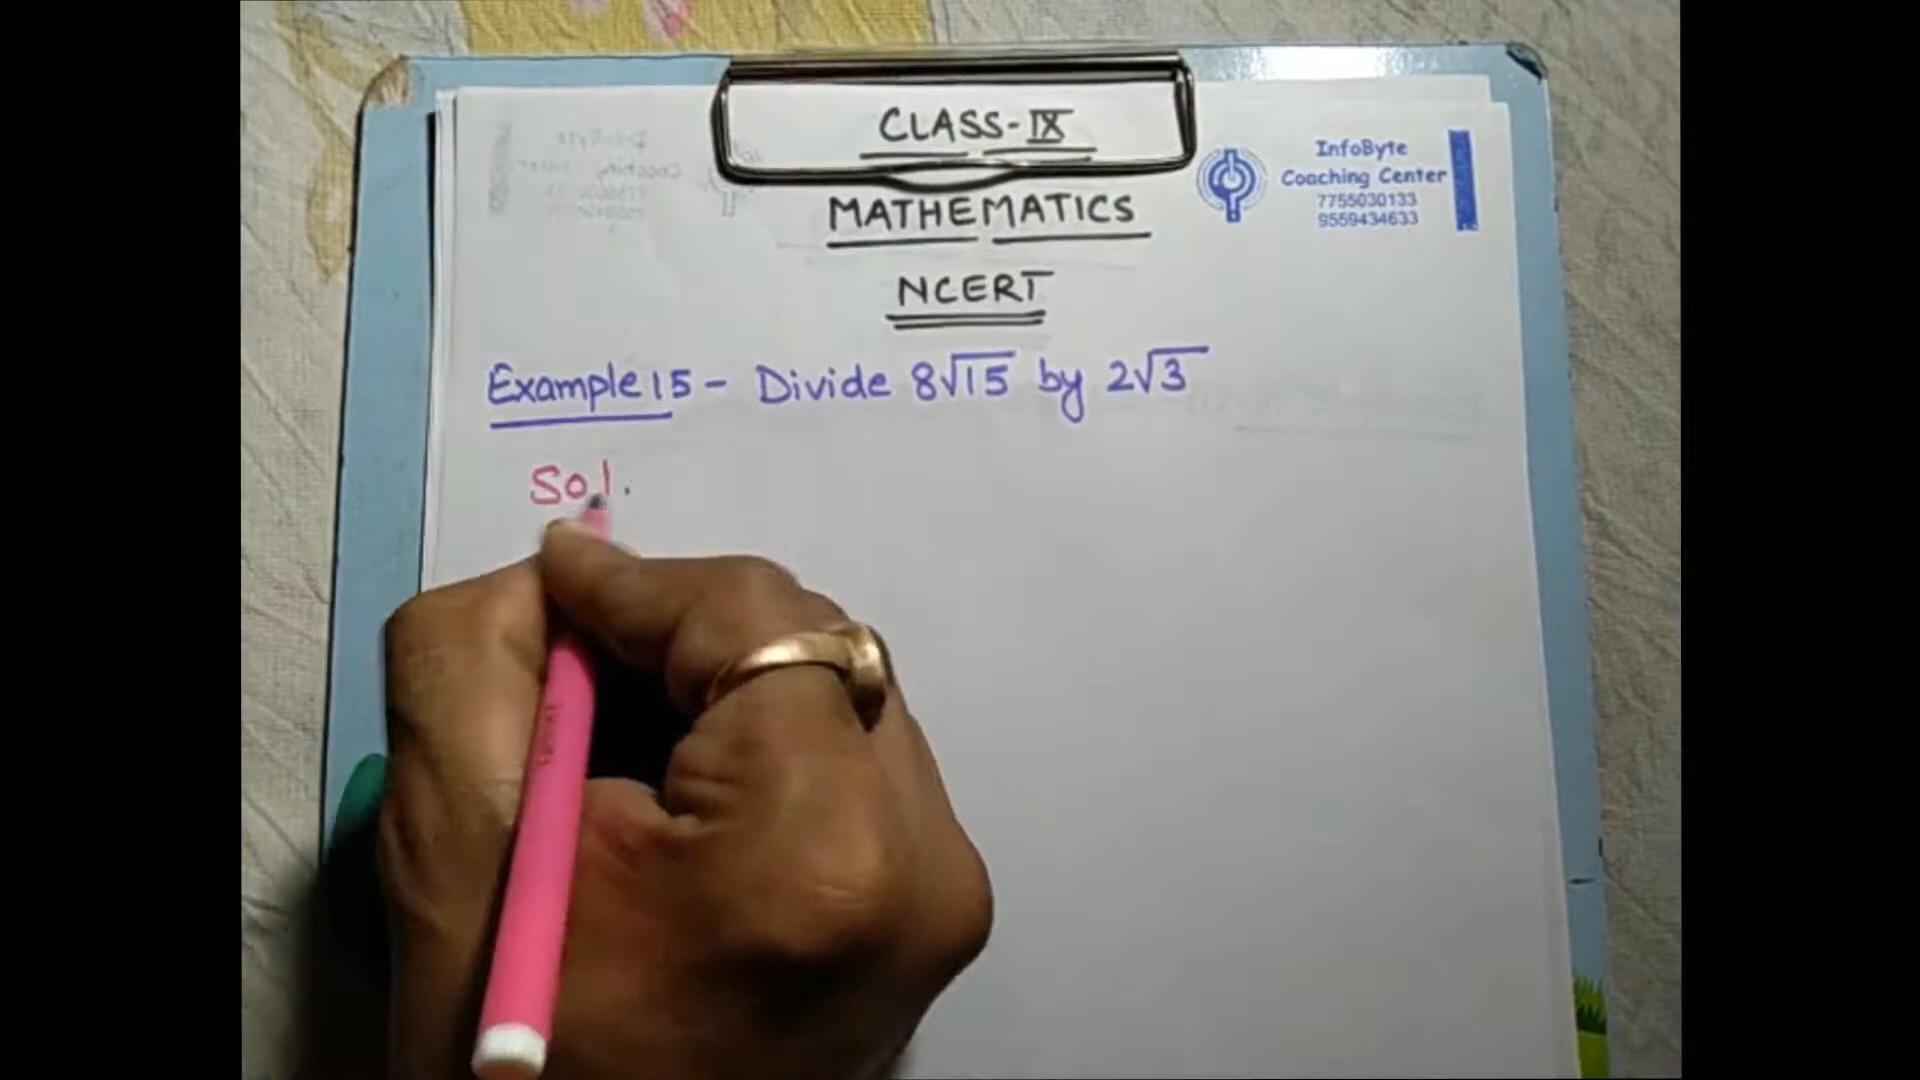 CLASS-IX
InfoByte
Coaching Center
7755030133
9559434633
MATHEMATICS
NCERT
Example 15 - Divide 8√15 by 2√3
Sol.